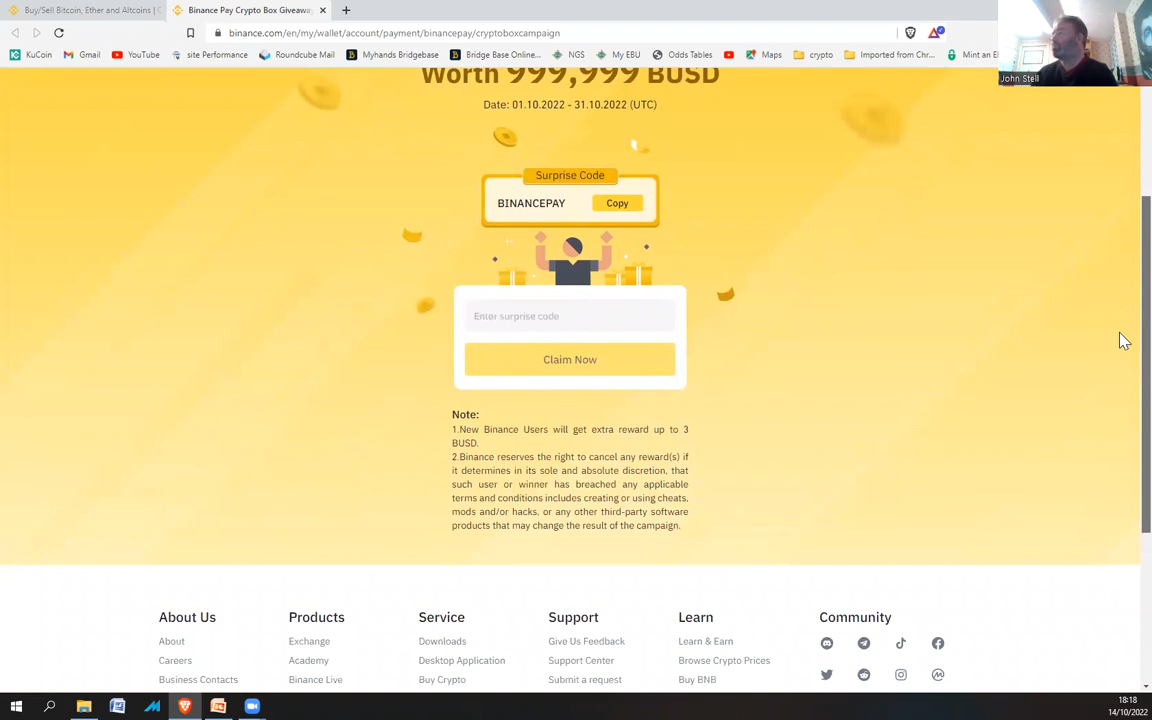 Buy/Sell Bitcoin, Ether and Altcoins | C
Binance Pay Crypto Box Giveaway
binance.com/en/my/wallet/account/payment/binancepay/cryptoboxcampaign
KuCoin
Gmail
YouTube
site Performance
Roundcube Mail
Myhands Bridgebase
Bridge Base Online...
NGS
My EBU
Odds Tables
Maps
crypto
Imported from Chr...
Mint an E
John Stell
Worth 999,999 BUSD
Date: 01.10.2022 - 31.10.2022 (UTC)
Surprise Code
BINANCEPAY
Copy
Enter surprise code
Claim Now
Note:
1.New Binance Users will get extra reward up to 3
BUSD.
2.Binance reserves the right to cancel any reward(s) if
it determines in its sole and absolute discretion, that
such user or winner has breached any applicable
terms and conditions includes creating or using cheats,
mods and/or hacks, or any other third-party software
products that may change the result of the campaign.
About Us
Products
Service
Support
Learn
Community
About
Exchange
Downloads
Give Us Feedback
Learn & Earn
Careers
Academy
Desktop Application
Support Center
Browse Crypto Prices
Business Contacts
Binance Live
Buy Crypto
Submit a request
Buy BNB
18:18
14/10/2022